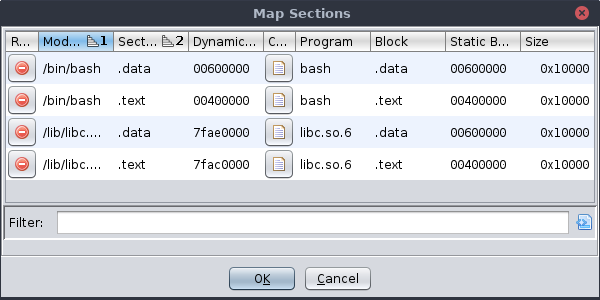 Map Sections
R... Mod... 1 Sect... 2 Dynamic... C... Program Block Static B... Size
/bin/bash .data 00600000 bash .data 00600000 0x10000
/bin/bash .text 00400000 bash .text 00400000 0x10000
/lib/libc.... .data 7fae0000 libc.so.6 .data 00600000 0x10000
/lib/libc.... .text 7fac0000 libc.so.6 .text 00400000 0x10000
Filter:
OK Cancel